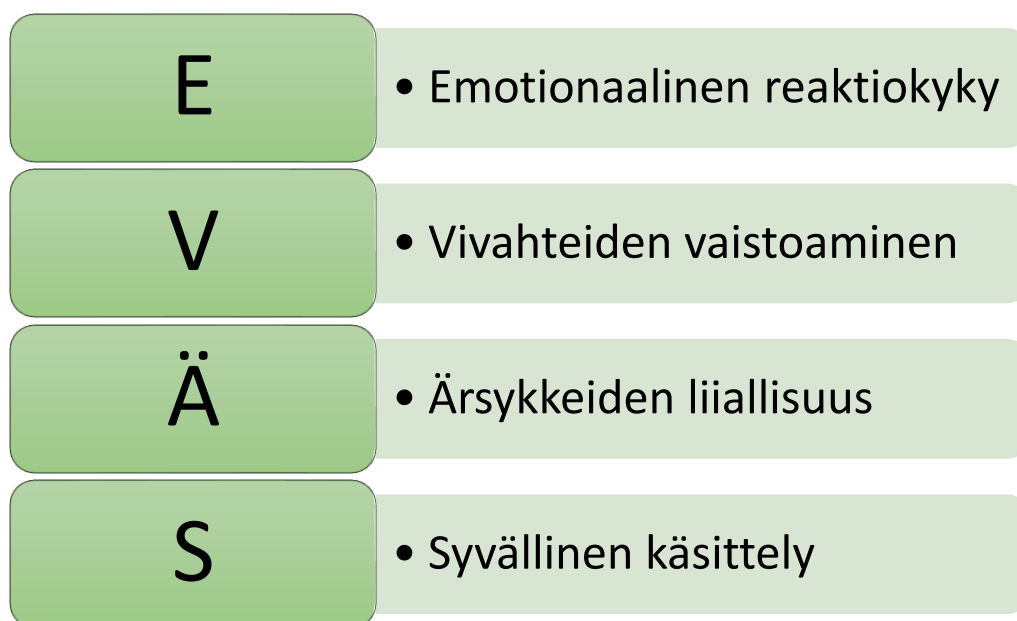 E
• Emotionaalinen reaktiokyky
V
• Vivahteiden vaistoaminen
Ä
• Ärsykkeiden liiallisuus
S
• Syvällinen käsittely